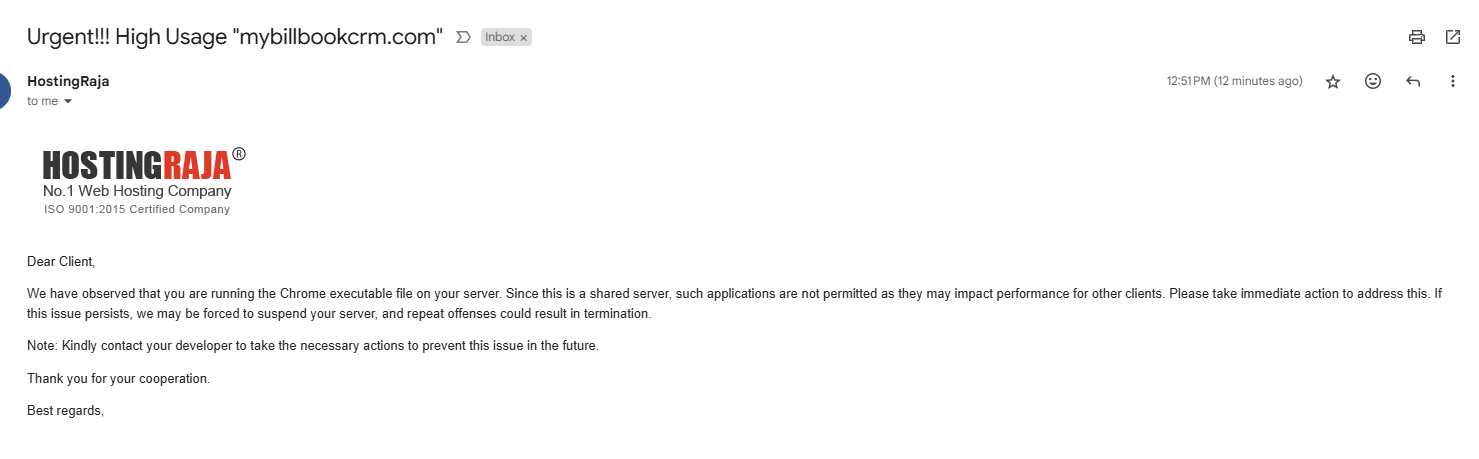 Urgent!!! High Usage "mybillbookcrm.com" Inbox ×
HostingRaja 12:51 PM (12 minutes ago)
to me
HOSTINGRAJA®
No.1 Web Hosting Company
ISO 9001:2015 Certified Company
Dear Client,
We have observed that you are running the Chrome executable file on your server. Since this is a shared server, such applications are not permitted as they may impact performance for other clients. Please take immediate action to address this. If
this issue persists, we may be forced to suspend your server, and repeat offenses could result in termination.
Note: Kindly contact your developer to take the necessary actions to prevent this issue in the future.
Thank you for your cooperation.
Best regards,